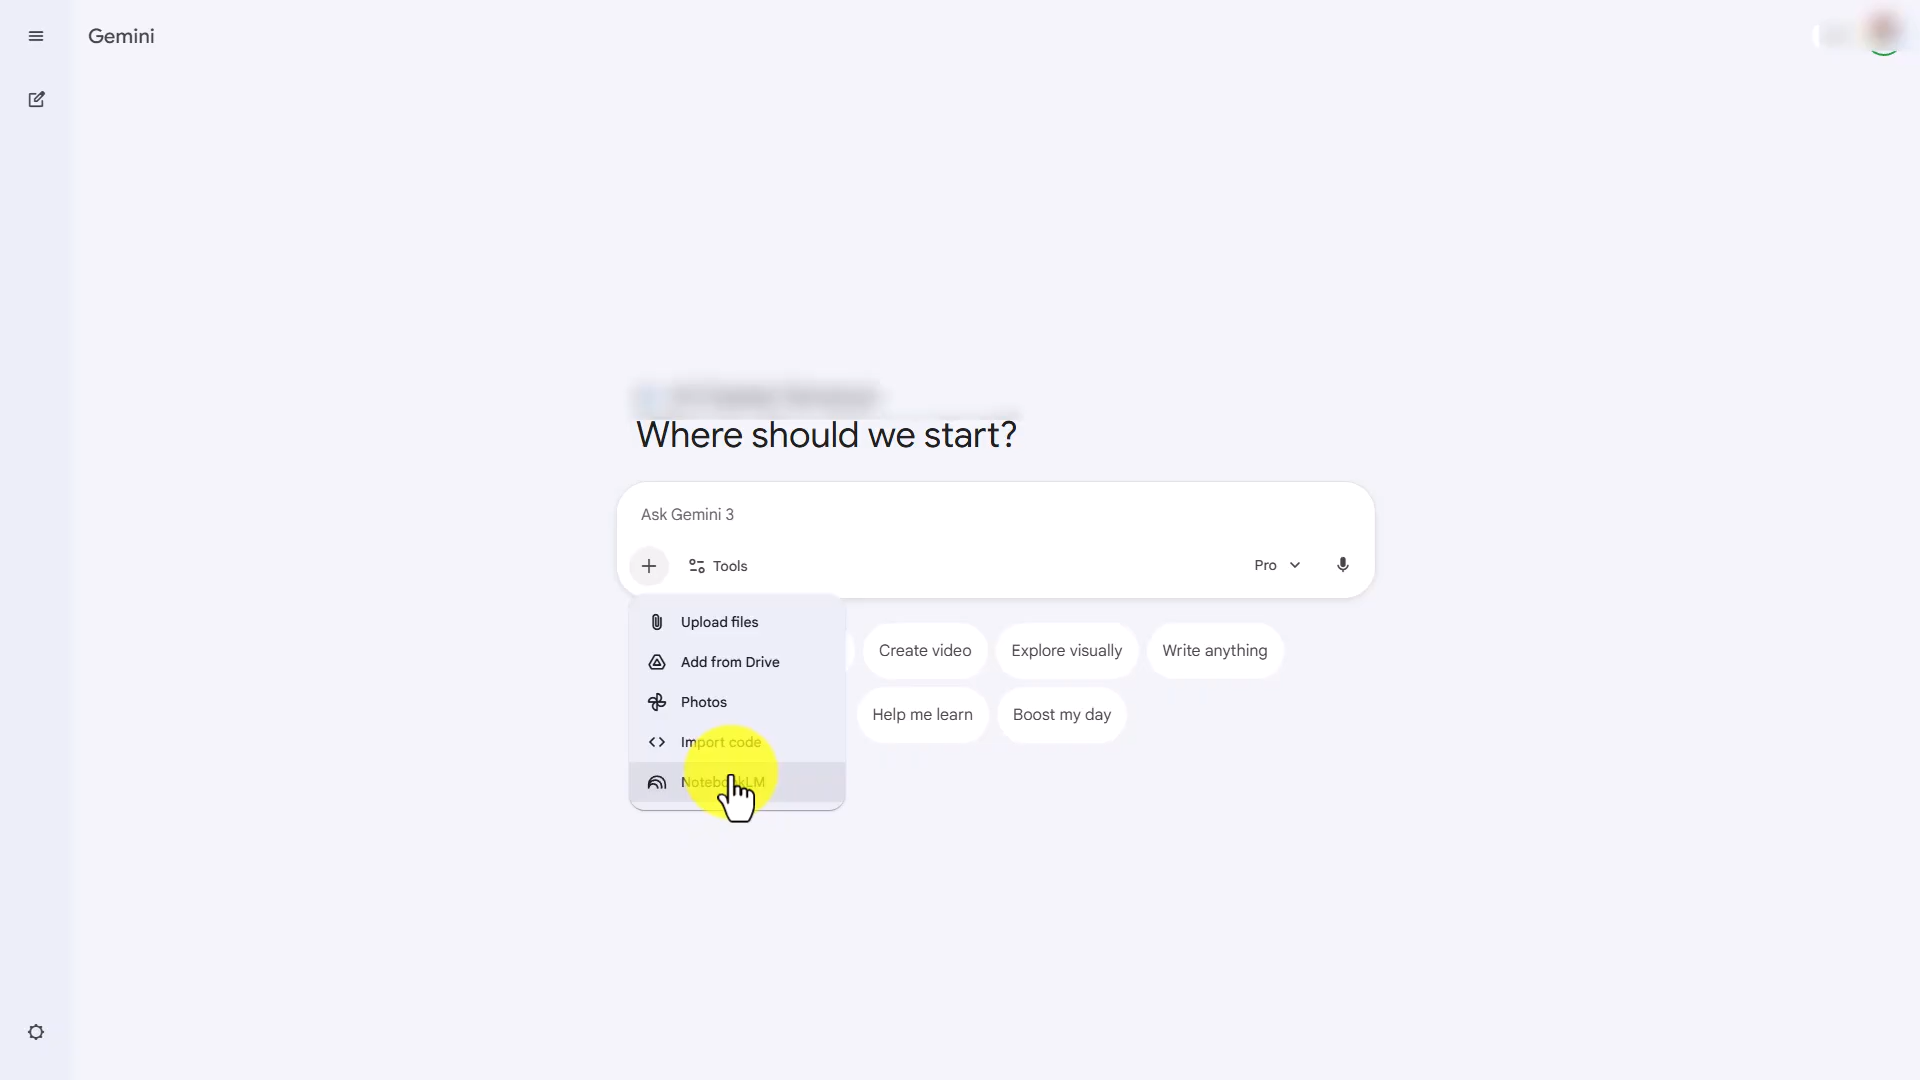 Gemini
Where should we start?
Ask Gemini 3
Tools
Pro
Upload files
Add from Drive
Photos
Import code
NotebookLM
Create video
Explore visually
Write anything
Help me learn
Boost my day